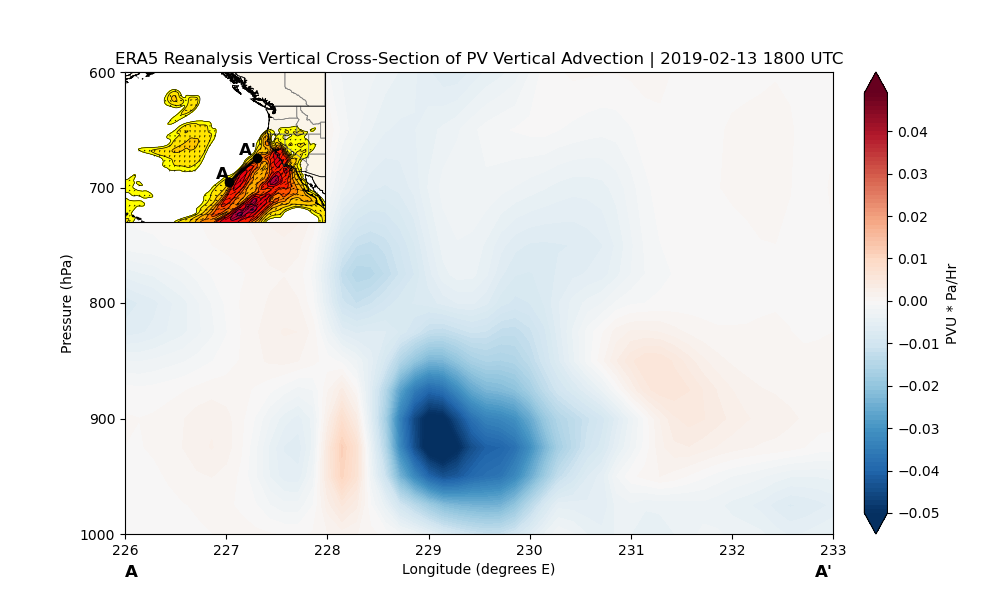 ERA5 Reanalysis Vertical Cross-Section of PV Vertical Advection | 2019-02-13 1800 UTC
600
700
800
900
1000
Pressure (hPa)
A'
A
226
227
228
229
230
231
232
233
Longitude (degrees E)
A
A'
0.04
0.03
0.02
0.01
0.00
−0.01
−0.02
−0.03
−0.04
−0.05
PVU * Pa/Hr